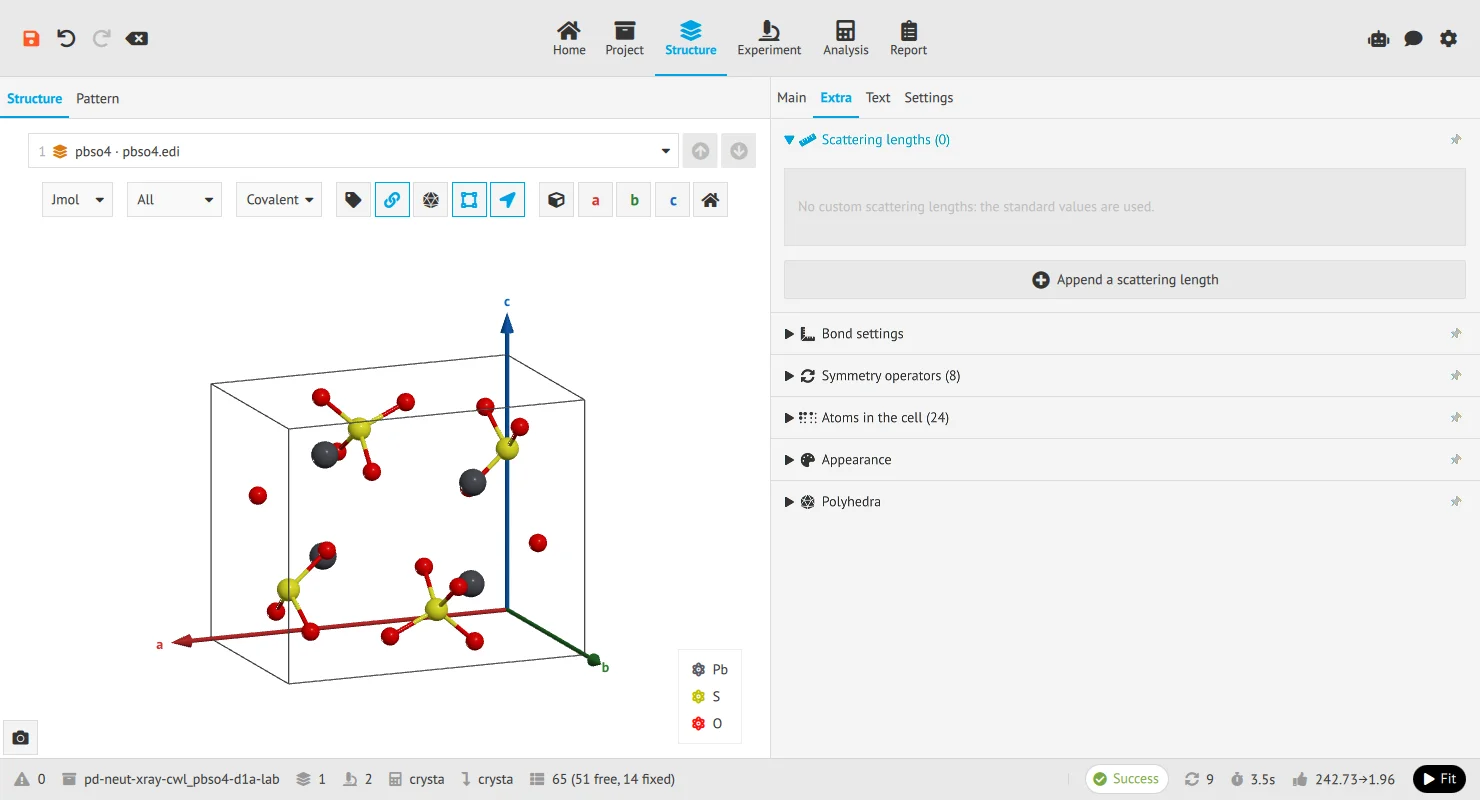 Home
Project
Structure
Experiment
Analysis
Report
Structure
Pattern
Main
Extra
Text
Settings
1
pbso4 · pbso4.edi
Jmol
All
Covalent
a
b
c
Scattering lengths (0)
No custom scattering lengths: the standard values are used.
Append a scattering length
Bond settings
Symmetry operators (8)
Atoms in the cell (24)
Appearance
Polyhedra
c
a
b
Pb
S
O
0
pd-neut-xray-cwl_pbso4-d1a-lab
1
2
crysta
crysta
65 (51 free, 14 fixed)
Success
9
3.5s
242.73→1.96
Fit